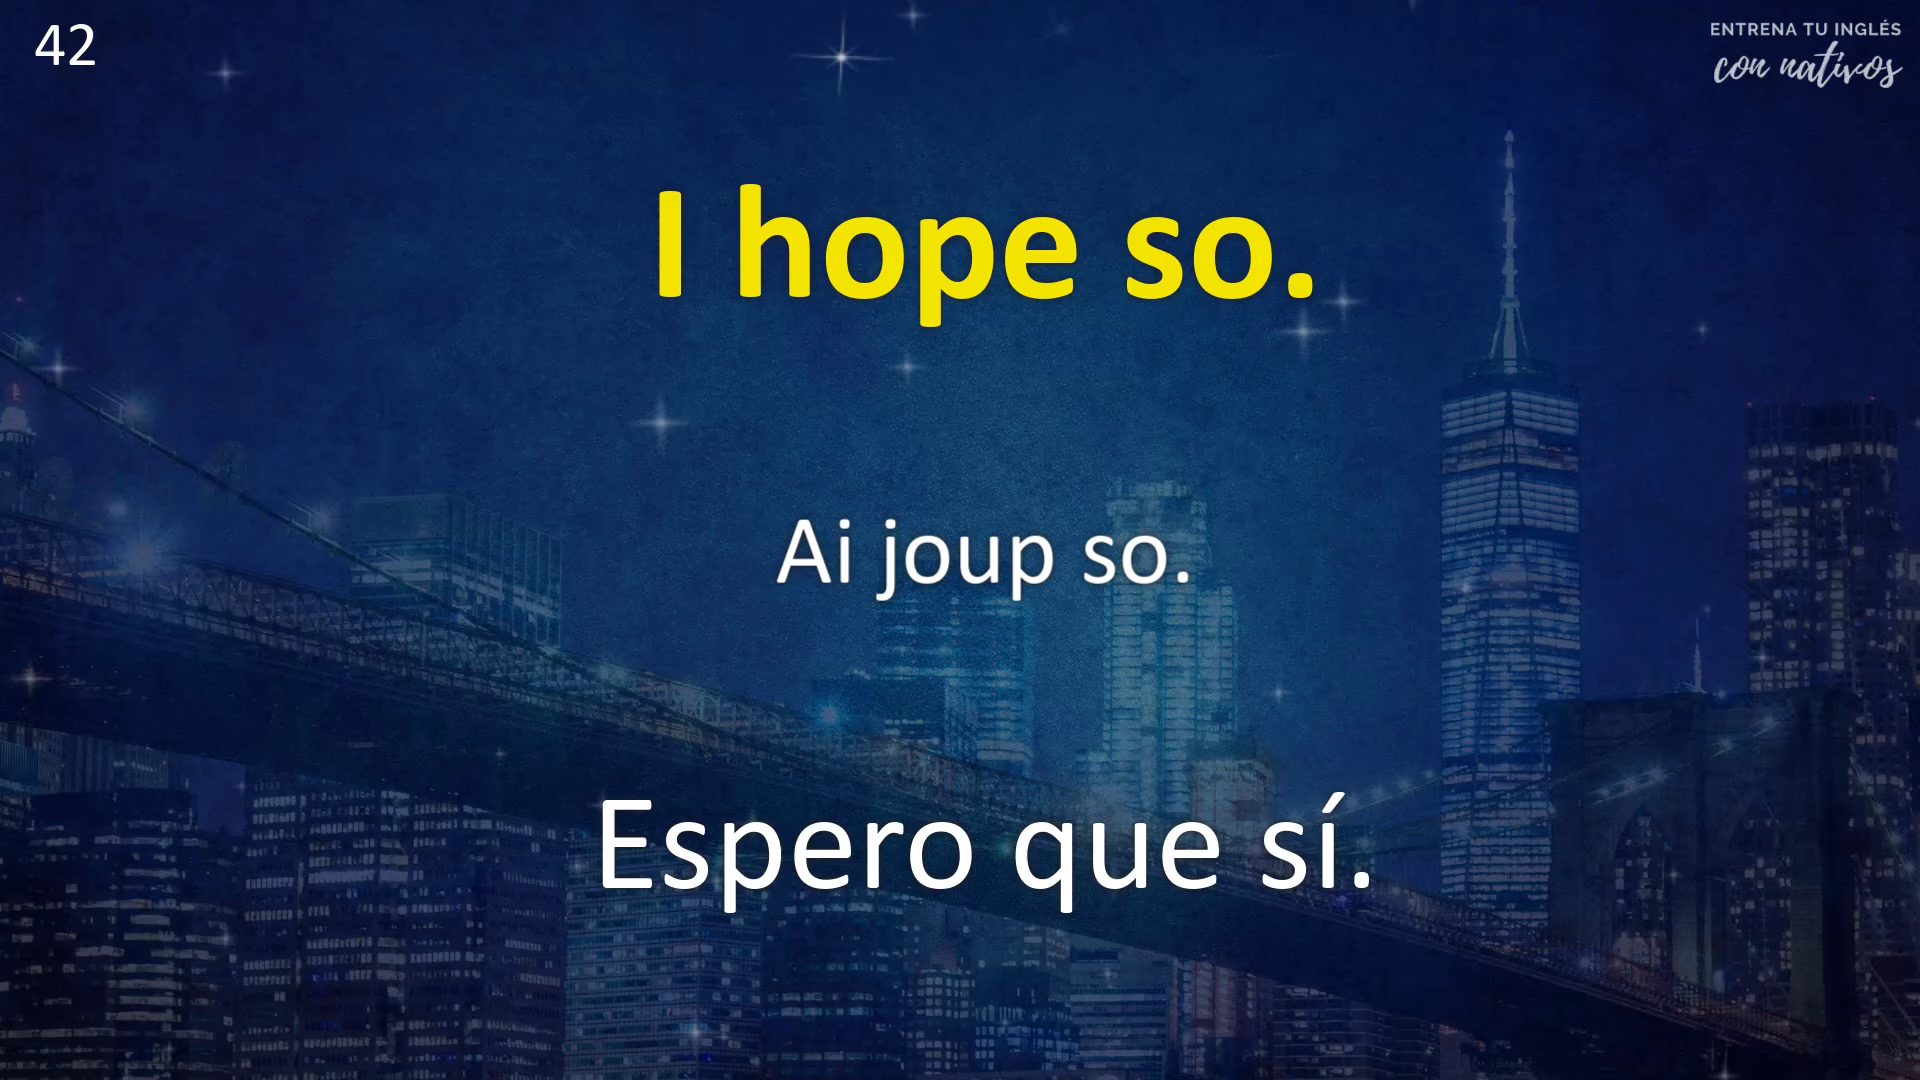 42
ENTRENA TU INGLÉS
con nativos
I hope so.
Ai joup so.
Espero que sí.